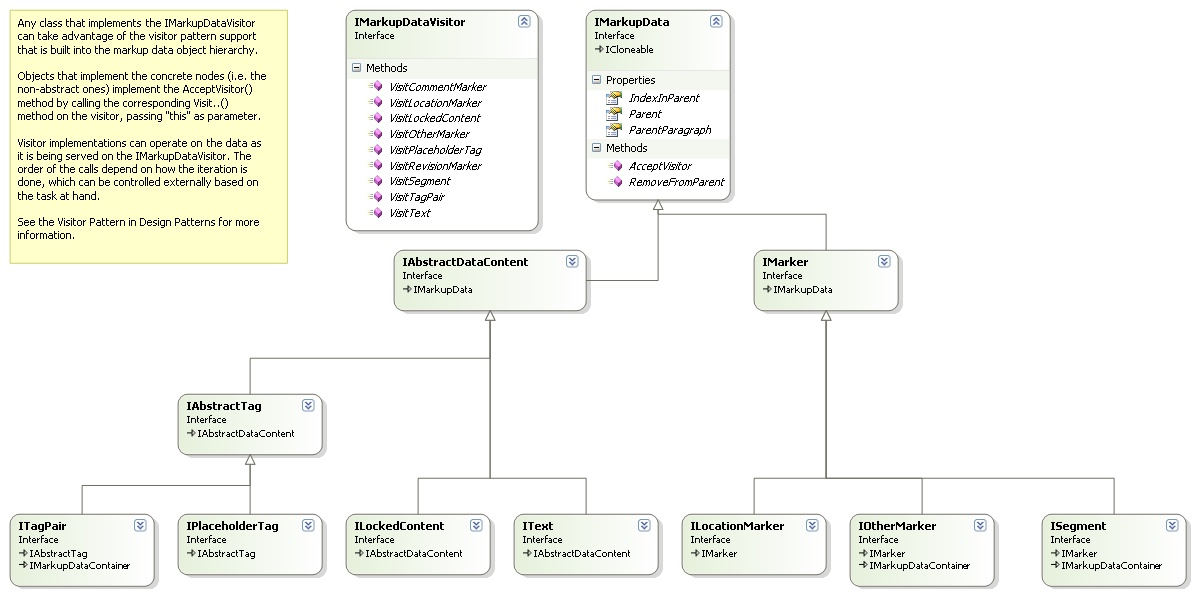 Any class that implements the IMarkupDataVisitor
can take advantage of the visitor pattern support
that is built into the markup data object hierarchy.
Objects that implement the concrete nodes (i.e. the
non-abstract ones) implement the AcceptVisitor()
method by calling the corresponding Visit..()
method on the visitor, passing "this" as parameter.
Visitor implementations can operate on the data as
it is being served on the IMarkupDataVisitor. The
order of the calls depend on how the iteration is
done, which can be controlled externally based on
the task at hand.
See the Visitor Pattern in Design Patterns for more
information.
IMarkupDataVisitor
Interface
Methods
VisitCommentMarker
VisitLocationMarker
VisitLockedContent
VisitOtherMarker
VisitPlaceholderTag
VisitRevisionMarker
VisitSegment
VisitTagPair
VisitText
IMarkupData
Interface
ICloneable
Properties
IndexInParent
Parent
ParentParagraph
Methods
AcceptVisitor
RemoveFromParent
IAbstractDataContent
Interface
IMarkupData
IMarker
Interface
IMarkupData
IAbstractTag
Interface
IAbstractDataContent
ITagPair
Interface
IAbstractTag
IMarkupDataContainer
IPlaceholderTag
Interface
IAbstractTag
ILockedContent
Interface
IAbstractDataContent
IText
Interface
IAbstractDataContent
ILocationMarker
Interface
IMarker
IOtherMarker
Interface
IMarker
IMarkupDataContainer
ISegment
Interface
IMarker
IMarkupDataContainer